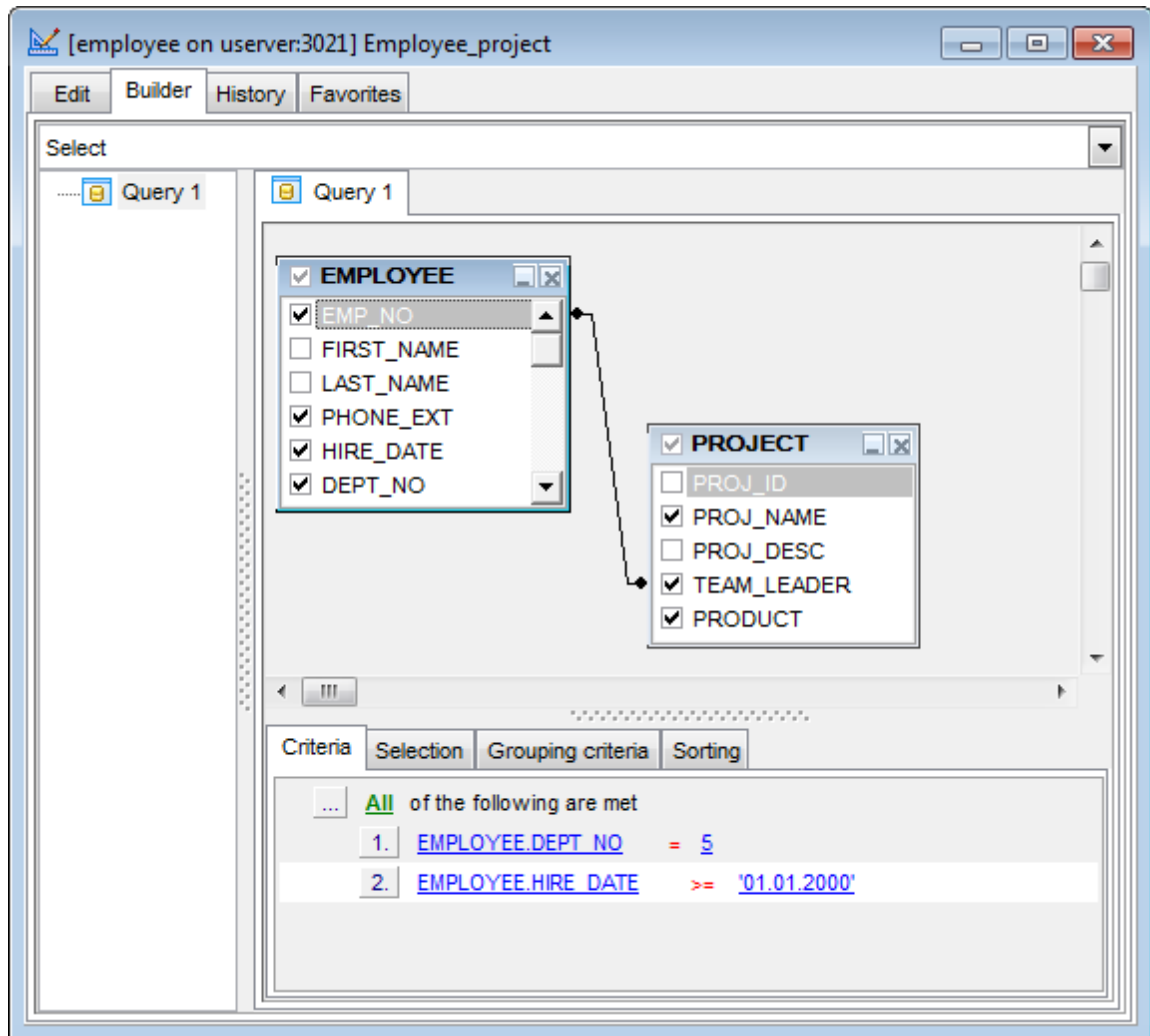 [employee on userver:3021] Employee_project
Edit Builder History Favorites
Select
Query 1
Query 1
EMPLOYEE
EMP_NO
FIRST_NAME
LAST_NAME
PHONE_EXT
HIRE_DATE
DEPT_NO
PROJECT
PROJ_ID
PROJ_NAME
PROJ_DESC
TEAM_LEADER
PRODUCT
Criteria Selection Grouping criteria Sorting
... All of the following are met
1. EMPLOYEE.DEPT_NO = 5
2. EMPLOYEE.HIRE_DATE >= '01.01.2000'